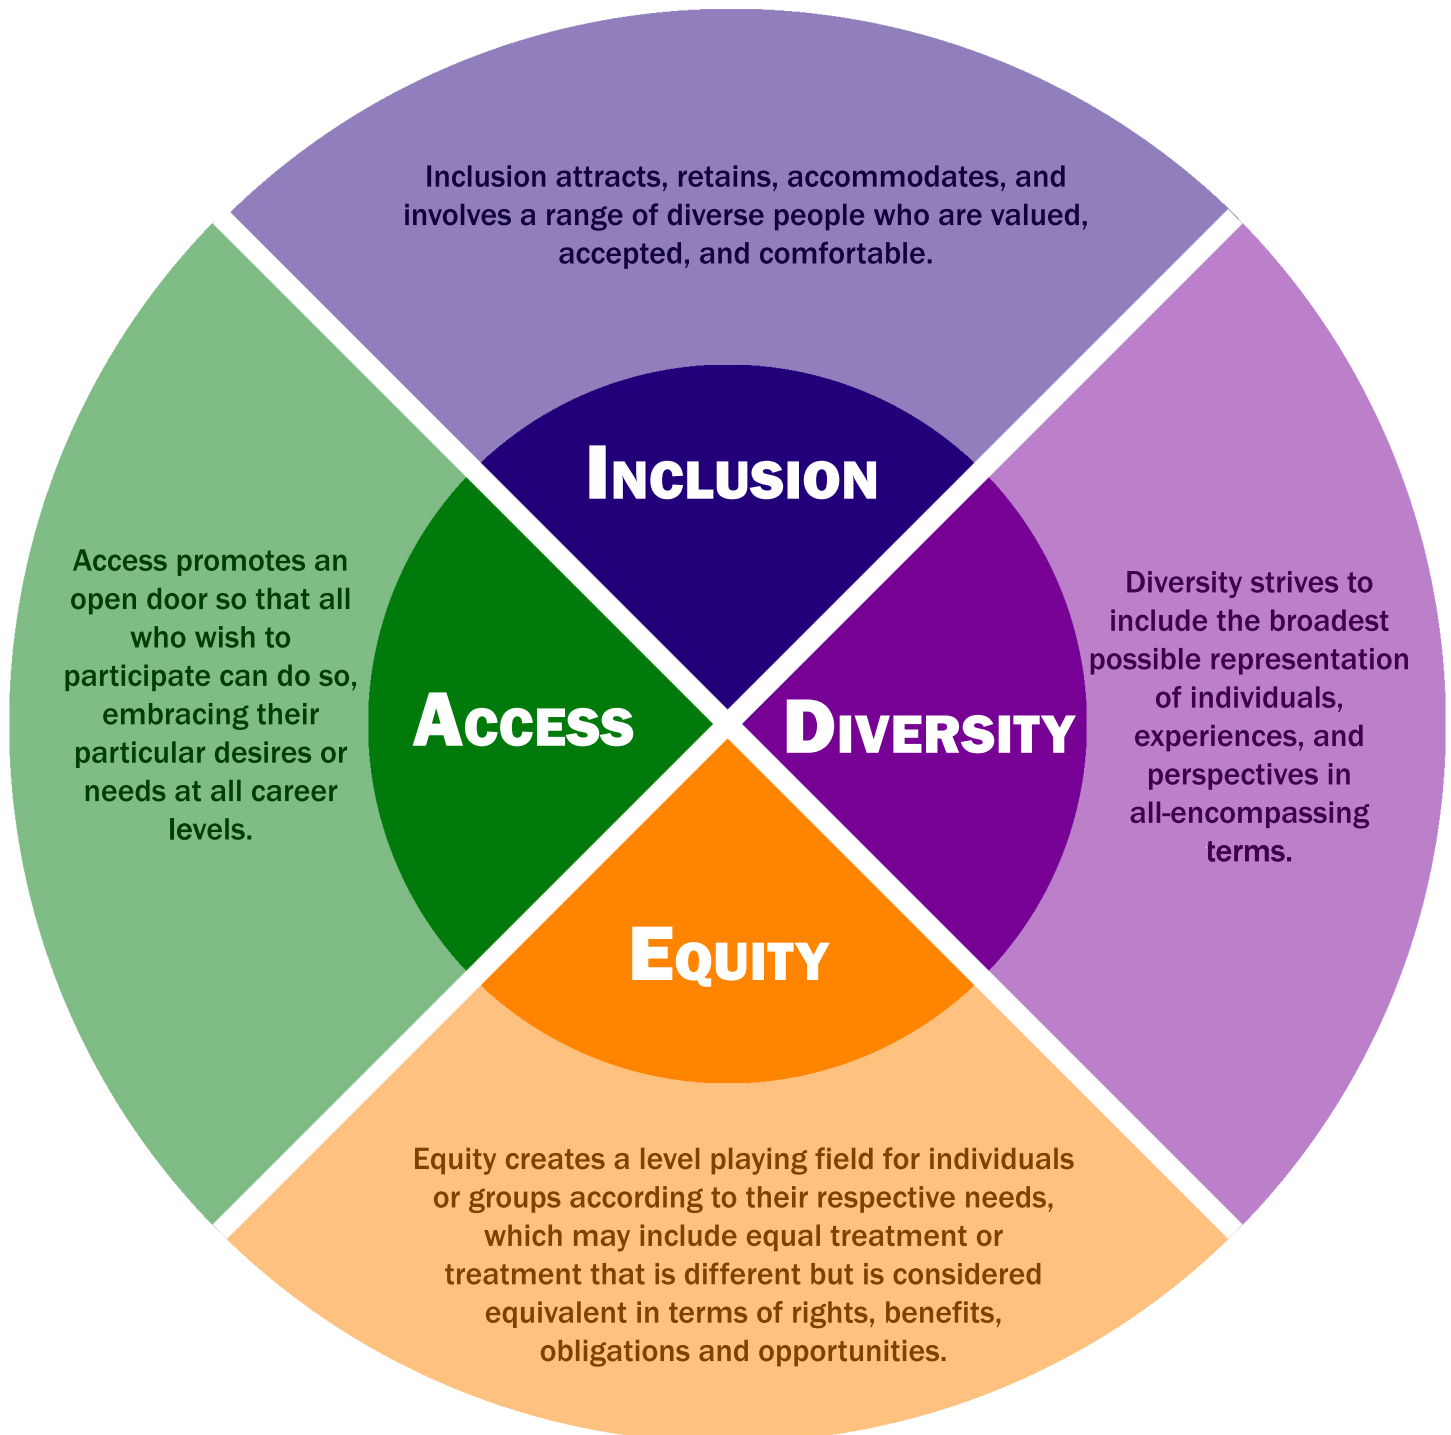 Inclusion attracts, retains, accommodates, and
involves a range of diverse people who are valued,
accepted, and comfortable.
INCLUSION
Access promotes an
open door so that all
who wish to
participate can do so,
embracing their
particular desires or
needs at all career
levels.
ACCESS
DIVERSITY
Diversity strives to
include the broadest
possible representation
of individuals,
experiences, and
perspectives in
all-encompassing
terms.
EQUITY
Equity creates a level playing field for individuals
or groups according to their respective needs,
which may include equal treatment or
treatment that is different but is considered
equivalent in terms of rights, benefits,
obligations and opportunities.